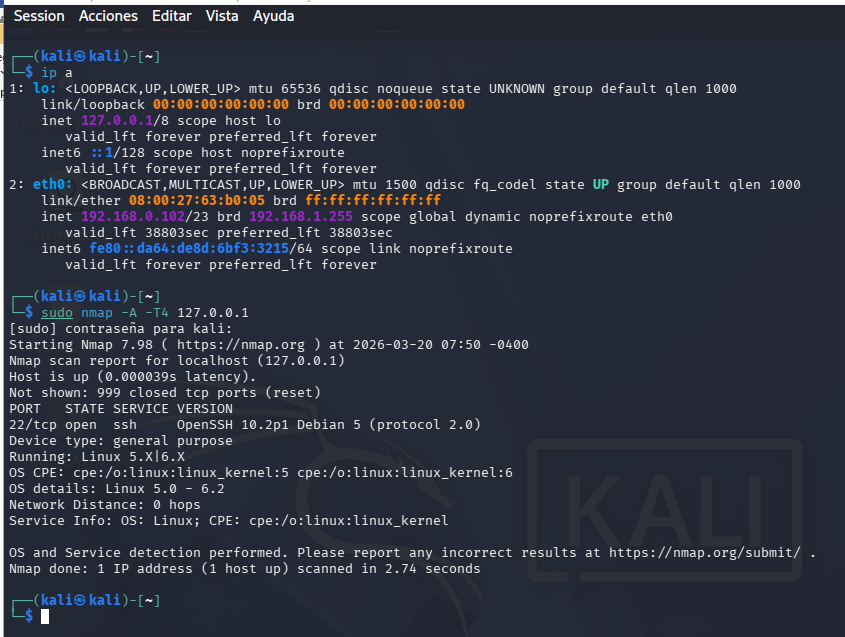 Session Acciones Editar Vista Ayuda
┌──(kali㉿kali)-[~]
└─$ ip a
1: lo: <LOOPBACK,UP,LOWER_UP> mtu 65536 qdisc noqueue state UNKNOWN group default qlen 1000
    link/loopback 00:00:00:00:00:00 brd 00:00:00:00:00:00
    inet 127.0.0.1/8 scope host lo
       valid_lft forever preferred_lft forever
    inet6 ::1/128 scope host noprefixroute
       valid_lft forever preferred_lft forever
2: eth0: <BROADCAST,MULTICAST,UP,LOWER_UP> mtu 1500 qdisc fq_codel state UP group default qlen 1000
    link/ether 08:00:27:63:b0:05 brd ff:ff:ff:ff:ff:ff
    inet 192.168.0.102/23 brd 192.168.1.255 scope global dynamic noprefixroute eth0
       valid_lft 38803sec preferred_lft 38803sec
    inet6 fe80::da64:de8d:6bf3:3215/64 scope link noprefixroute
       valid_lft forever preferred_lft forever
┌──(kali㉿kali)-[~]
└─$ sudo nmap -A -T4 127.0.0.1
[sudo] contraseña para kali:
Starting Nmap 7.98 ( https://nmap.org ) at 2026-03-20 07:50 -0400
Nmap scan report for localhost (127.0.0.1)
Host is up (0.000039s latency).
Not shown: 999 closed tcp ports (reset)
PORT   STATE SERVICE VERSION
22/tcp open  ssh     OpenSSH 10.2p1 Debian 5 (protocol 2.0)
Device type: general purpose
Running: Linux 5.X|6.X
OS CPE: cpe:/o:linux:linux_kernel:5 cpe:/o:linux:linux_kernel:6
OS details: Linux 5.0 - 6.2
Network Distance: 0 hops
Service Info: OS: Linux; CPE: cpe:/o:linux:linux_kernel
OS and Service detection performed. Please report any incorrect results at https://nmap.org/submit/ .
Nmap done: 1 IP address (1 host up) scanned in 2.74 seconds
┌──(kali㉿kali)-[~]
└─$
KALI